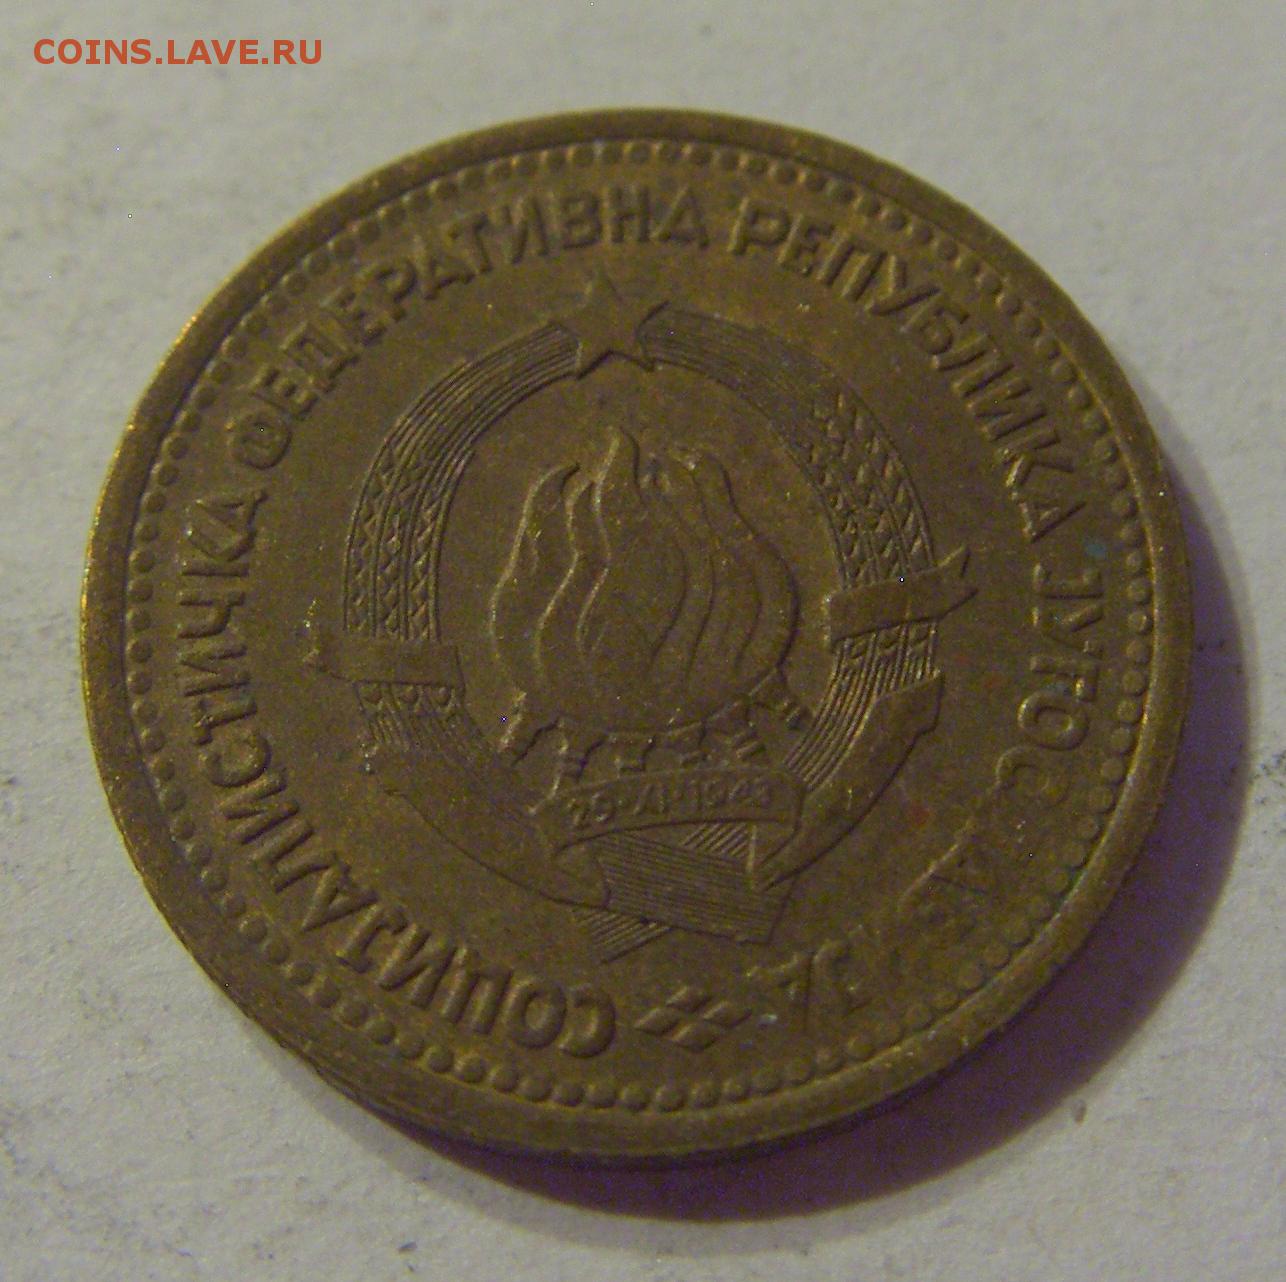 COINS.LAVE.RU
СОЦИЈАЛИСТИЧКА ФЕДЕРАТИВНА РЕПУБЛИКА ЈУГОСЛАВИЈА
29·XI·1943